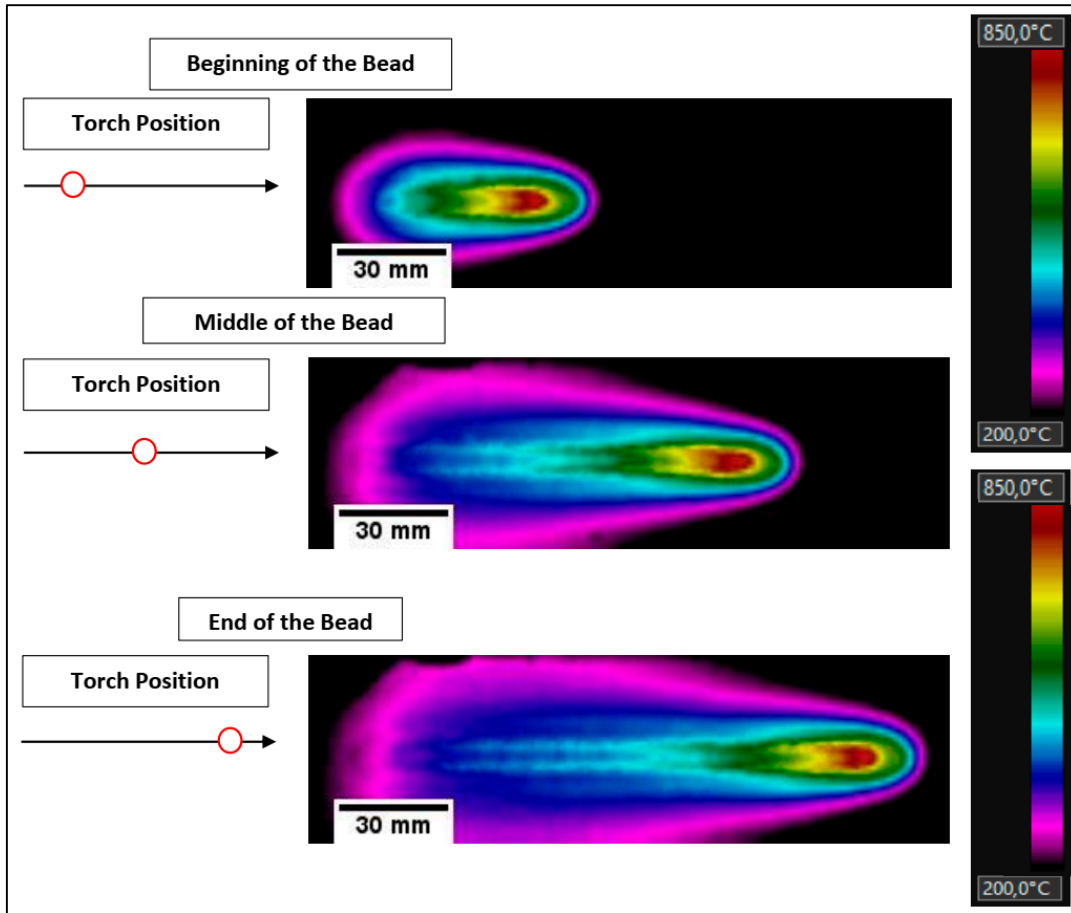 Beginning of the Bead
Torch Position
30 mm
Middle of the Bead
Torch Position
30 mm
End of the Bead
Torch Position
30 mm
850,0°C
200,0°C
850,0°C
200,0°C